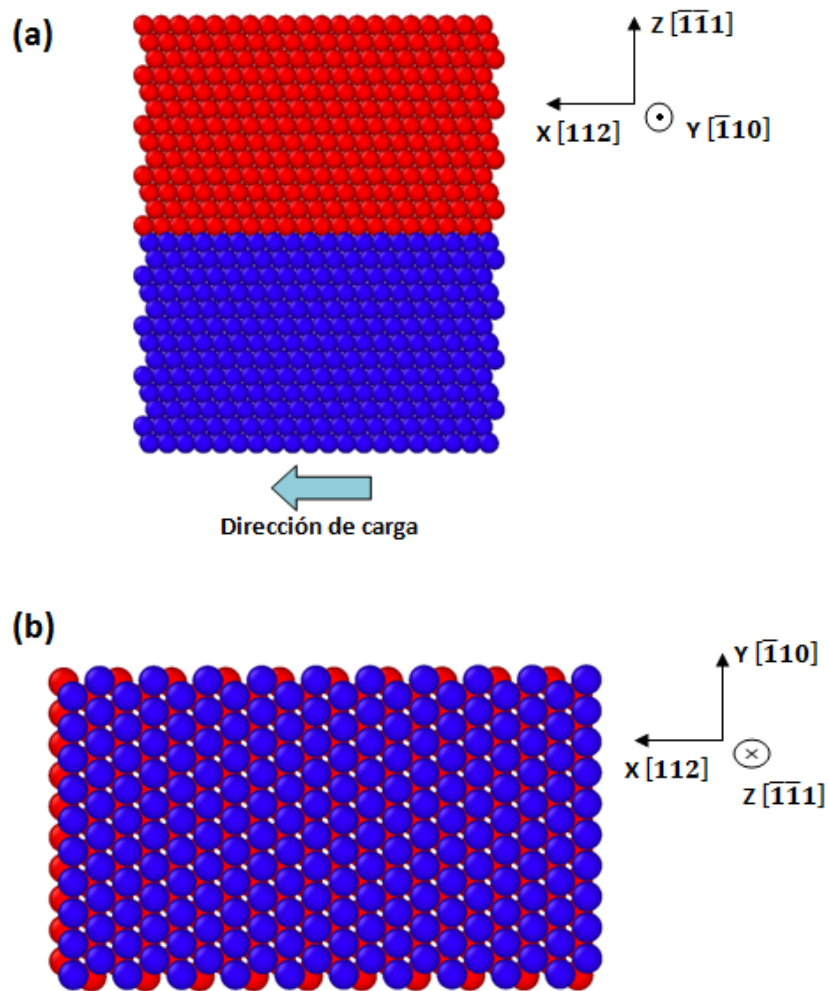 (a)
Z [1̅1̅1]
X [112]
Y [1̅10]
Dirección de carga
(b)
Y [1̅10]
X [112]
Z [1̅1̅1]